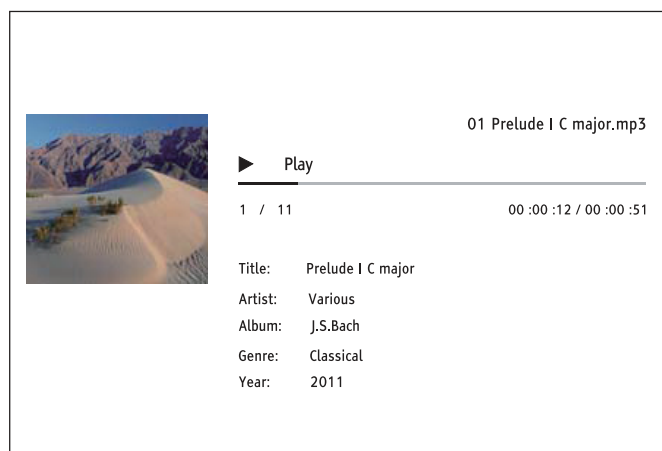 01 Prelude I C major.mp3
Play
1 / 11 00 :00 :12 / 00 :00 :51
Title: Prelude I C major
Artist: Various
Album: J.S.Bach
Genre: Classical
Year: 2011